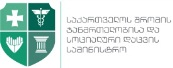 საქართველოს შრომის
ჯანმრთელობისა და
სოციალური დაცვის
სამინისტრო